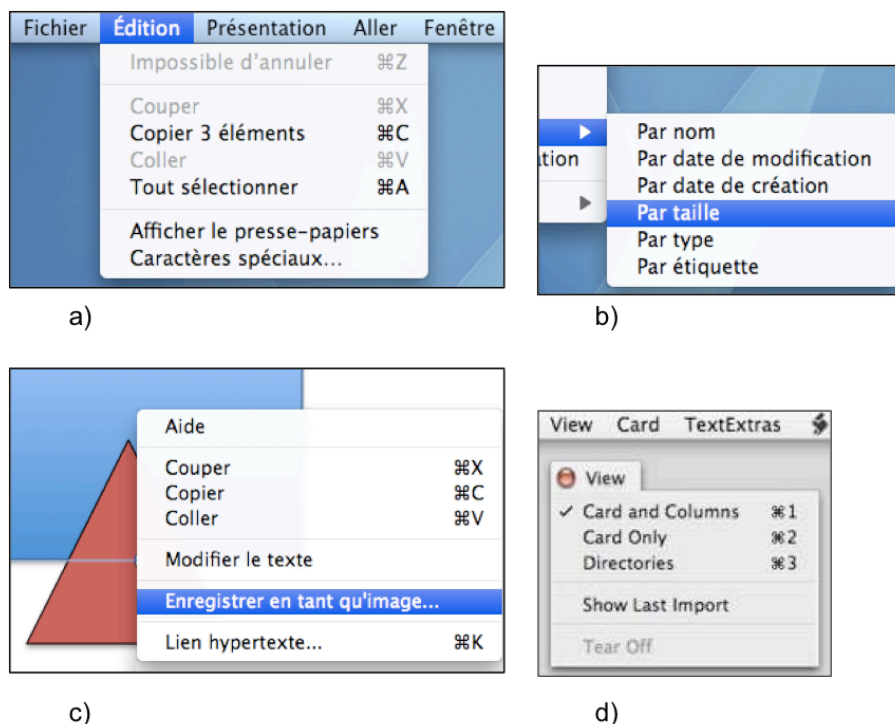 Fichier Édition Présentation Aller Fenêtre
Impossible d'annuler ⌘Z
Couper ⌘X
Copier 3 éléments ⌘C
Coller ⌘V
Tout sélectionner ⌘A
Afficher le presse-papiers
Caractères spéciaux...
a)
Par nom
Par date de modification
Par date de création
Par taille
Par type
Par étiquette
b)
Aide
Couper ⌘X
Copier ⌘C
Coller ⌘V
Modifier le texte
Enregistrer en tant qu'image...
Lien hypertexte... ⌘K
c)
View Card TextExtras
View
✓ Card and Columns ⌘1
Card Only ⌘2
Directories ⌘3
Show Last Import
Tear Off
d)